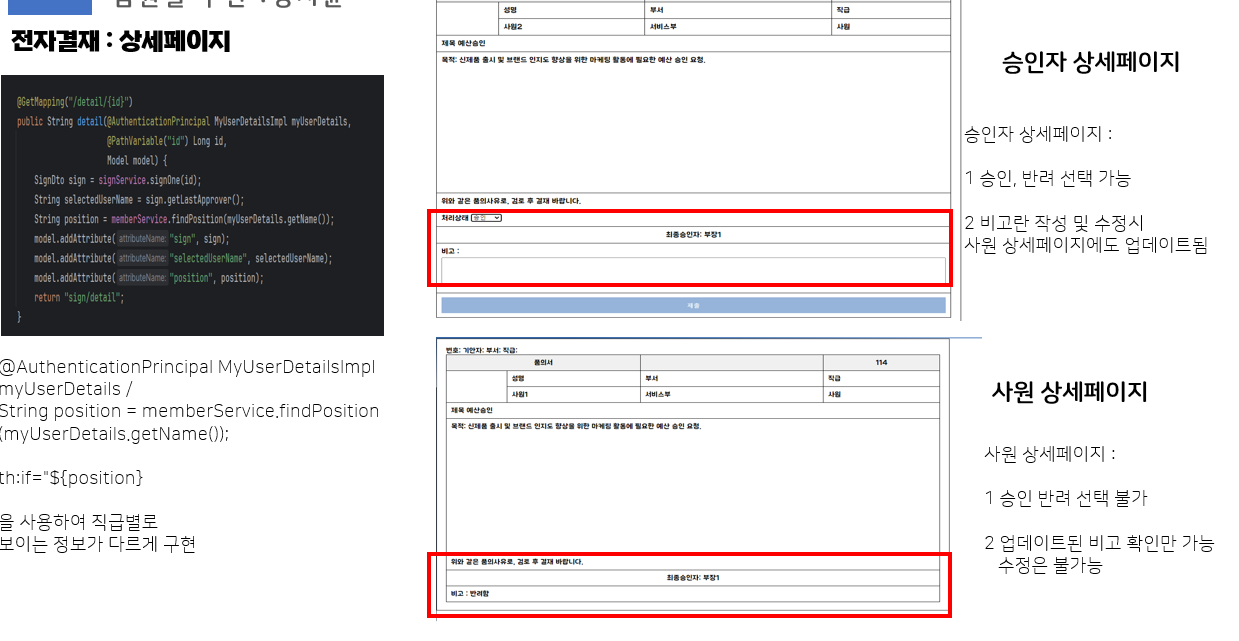 전자결재 : 상세페이지
@GetMapping("/detail/{id}")
public String detail(@AuthenticationPrincipal MyUserDetailsImpl myUserDetails,
@PathVariable("id") Long id,
Model model) {
SignDto sign = signService.signOne(id);
String selectedUserName = sign.getLastApprover();
String position = memberService.findPosition(myUserDetails.getName());
model.addAttribute( attributeName: "sign", sign);
model.addAttribute( attributeName: "selectedUserName", selectedUserName);
model.addAttribute( attributeName: "position", position);
return "sign/detail";
}
@AuthenticationPrincipal MyUserDetailsImpl
myUserDetails /
String position = memberService.findPosition
(myUserDetails.getName());
th:if="${position}
을 사용하여 직급별로
보이는 정보가 다르게 구현
성명 부서 직급
사원2 서비스부 사원
제목 예산승인
목적: 신제품 출시 및 브랜드 인지도 향상을 위한 마케팅 활동에 필요한 예산 승인 요청.
위와 같은 품의사유로, 검토 후 결재 바랍니다.
처리상태 승인
최종승인자: 부장1
비고 :
제출
승인자 상세페이지
승인자 상세페이지 :
1 승인, 반려 선택 가능
2 비고란 작성 및 수정시
사원 상세페이지에도 업데이트됨
번호: 기안자: 부서: 직급:
품의서 114
성명 부서 직급
사원1 서비스부 사원
제목 예산승인
목적: 신제품 출시 및 브랜드 인지도 향상을 위한 마케팅 활동에 필요한 예산 승인 요청.
위와 같은 품의사유로, 검토 후 결재 바랍니다.
최종승인자: 부장1
비고 : 반려함
사원 상세페이지
사원 상세페이지 :
1 승인 반려 선택 불가
2 업데이트된 비고 확인만 가능
수정은 불가능